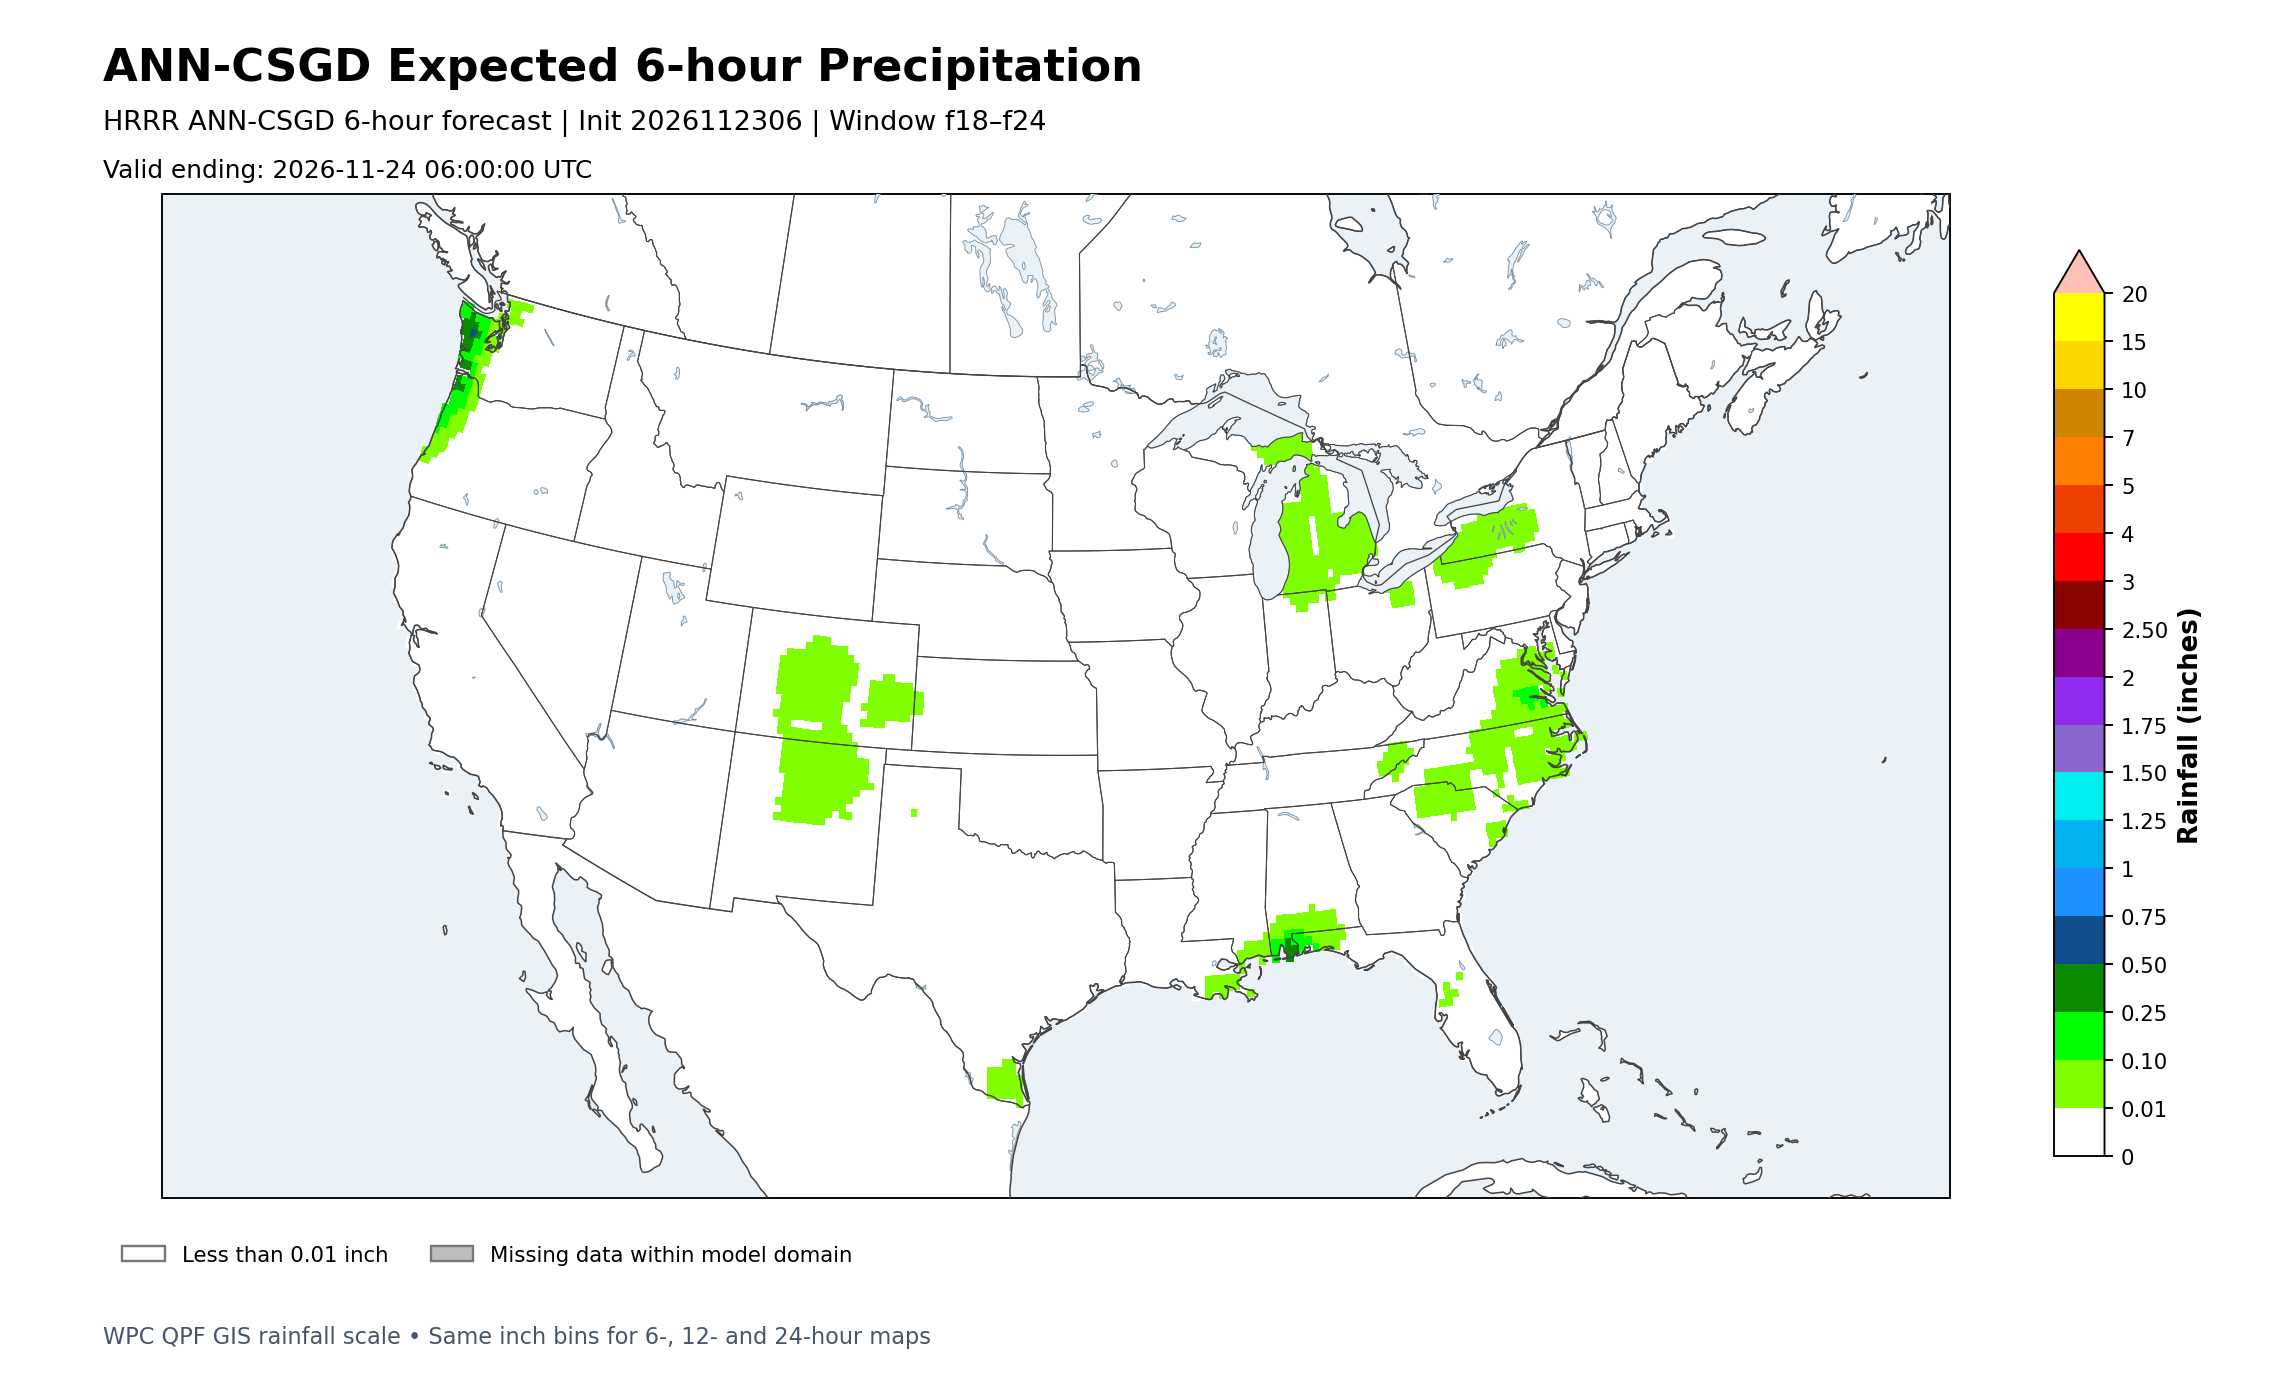 ANN-CSGD Expected 6-hour Precipitation
HRRR ANN-CSGD 6-hour forecast | Init 2026112306 | Window f18–f24
Valid ending: 2026-11-24 06:00:00 UTC
20
15
10
7
5
4
3
2.50
2
1.75
1.50
1.25
1
0.75
0.50
0.25
0.10
0.01
0
Rainfall (inches)
Less than 0.01 inch
Missing data within model domain
WPC QPF GIS rainfall scale • Same inch bins for 6-, 12- and 24-hour maps